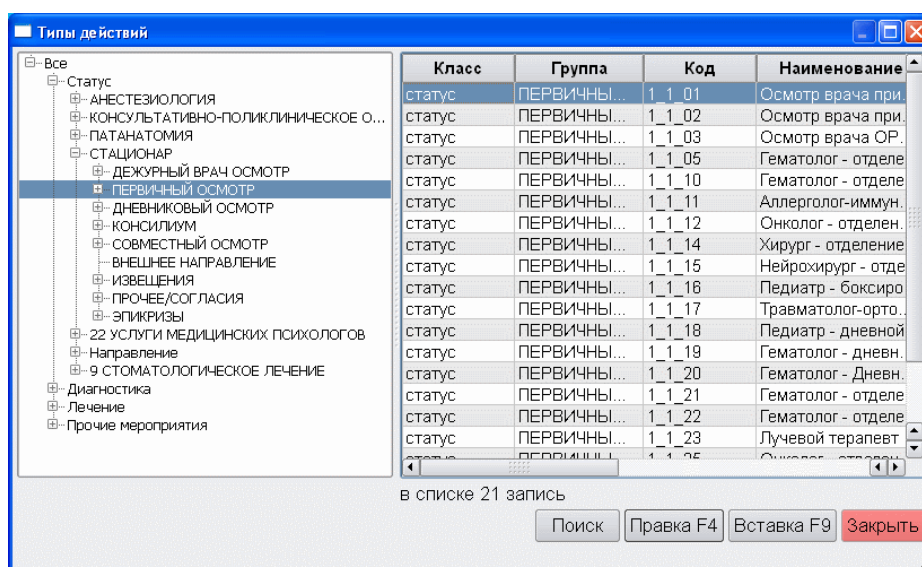 Типы действий
Все
Статус
АНЕСТЕЗИОЛОГИЯ
КОНСУЛЬТАТИВНО-ПОЛИКЛИНИЧЕСКОЕ О...
ПАТАНАТОМИЯ
СТАЦИОНАР
ДЕЖУРНЫЙ ВРАЧ ОСМОТР
ПЕРВИЧНЫЙ ОСМОТР
ДНЕВНИКОВЫЙ ОСМОТР
КОНСИЛИУМ
СОВМЕСТНЫЙ ОСМОТР
ВНЕШНЕЕ НАПРАВЛЕНИЕ
ИЗВЕЩЕНИЯ
ПРОЧЕЕ/СОГЛАСИЯ
ЭПИКРИЗЫ
22 УСЛУГИ МЕДИЦИНСКИХ ПСИХОЛОГОВ
Направление
9 СТОМАТОЛОГИЧЕСКОЕ ЛЕЧЕНИЕ
Диагностика
Лечение
Прочие мероприятия
Класс Группа Код Наименование
статус ПЕРВИЧНЫ... 1_1_01 Осмотр врача при.
статус ПЕРВИЧНЫ... 1_1_02 Осмотр врача при.
статус ПЕРВИЧНЫ... 1_1_03 Осмотр врача ОР.
статус ПЕРВИЧНЫ... 1_1_05 Гематолог - отделе
статус ПЕРВИЧНЫ... 1_1_10 Гематолог - отделе
статус ПЕРВИЧНЫ... 1_1_11 Аллерголог-иммун.
статус ПЕРВИЧНЫ... 1_1_12 Онколог - отделен.
статус ПЕРВИЧНЫ... 1_1_14 Хирург - отделение
статус ПЕРВИЧНЫ... 1_1_15 Нейрохирург - отде
статус ПЕРВИЧНЫ... 1_1_16 Педиатр - боксиро
статус ПЕРВИЧНЫ... 1_1_17 Травматолог-орто..
статус ПЕРВИЧНЫ... 1_1_18 Педиатр - дневной
статус ПЕРВИЧНЫ... 1_1_19 Гематолог - дневн.
статус ПЕРВИЧНЫ... 1_1_20 Гематолог - Дневн.
статус ПЕРВИЧНЫ... 1_1_21 Гематолог - отделе
статус ПЕРВИЧНЫ... 1_1_22 Гематолог - отделе
статус ПЕРВИЧНЫ... 1_1_23 Лучевой терапевт
в списке 21 запись
Поиск Правка F4 Вставка F9 Закрыть